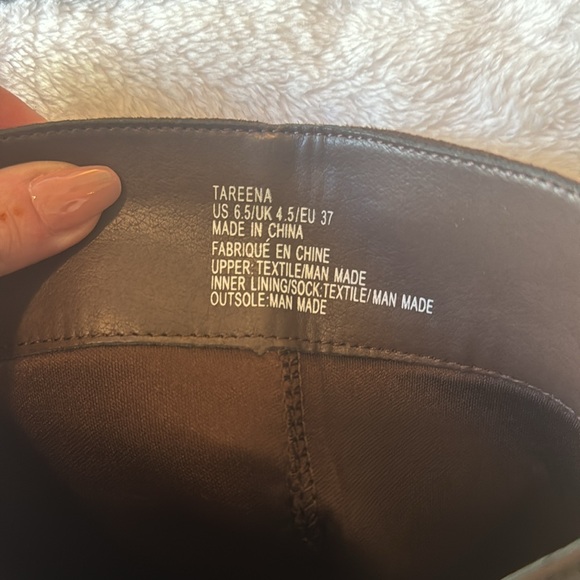 TAREENA
US 6.5/UK 4.5/EU 37
MADE IN CHINA
FABRIQUÉ EN CHINE
UPPER: TEXTILE/MAN MADE
INNER LINING/SOCK:TEXTILE/MAN MADE
OUTSOLE:MAN MADE